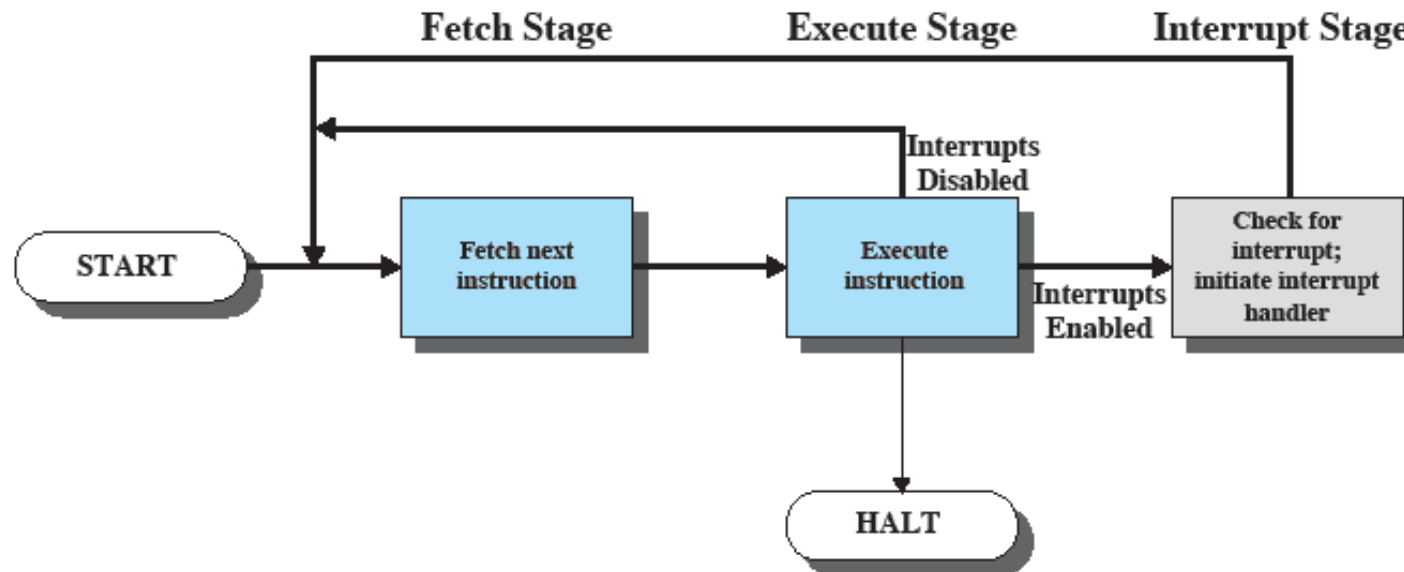 Fetch Stage
Execute Stage
Interrupt Stage
Interrupts
Disabled
START
Fetch next
instruction
Execute
instruction
Interrupts
Enabled
Check for
interrupt;
initiate interrupt
handler
HALT